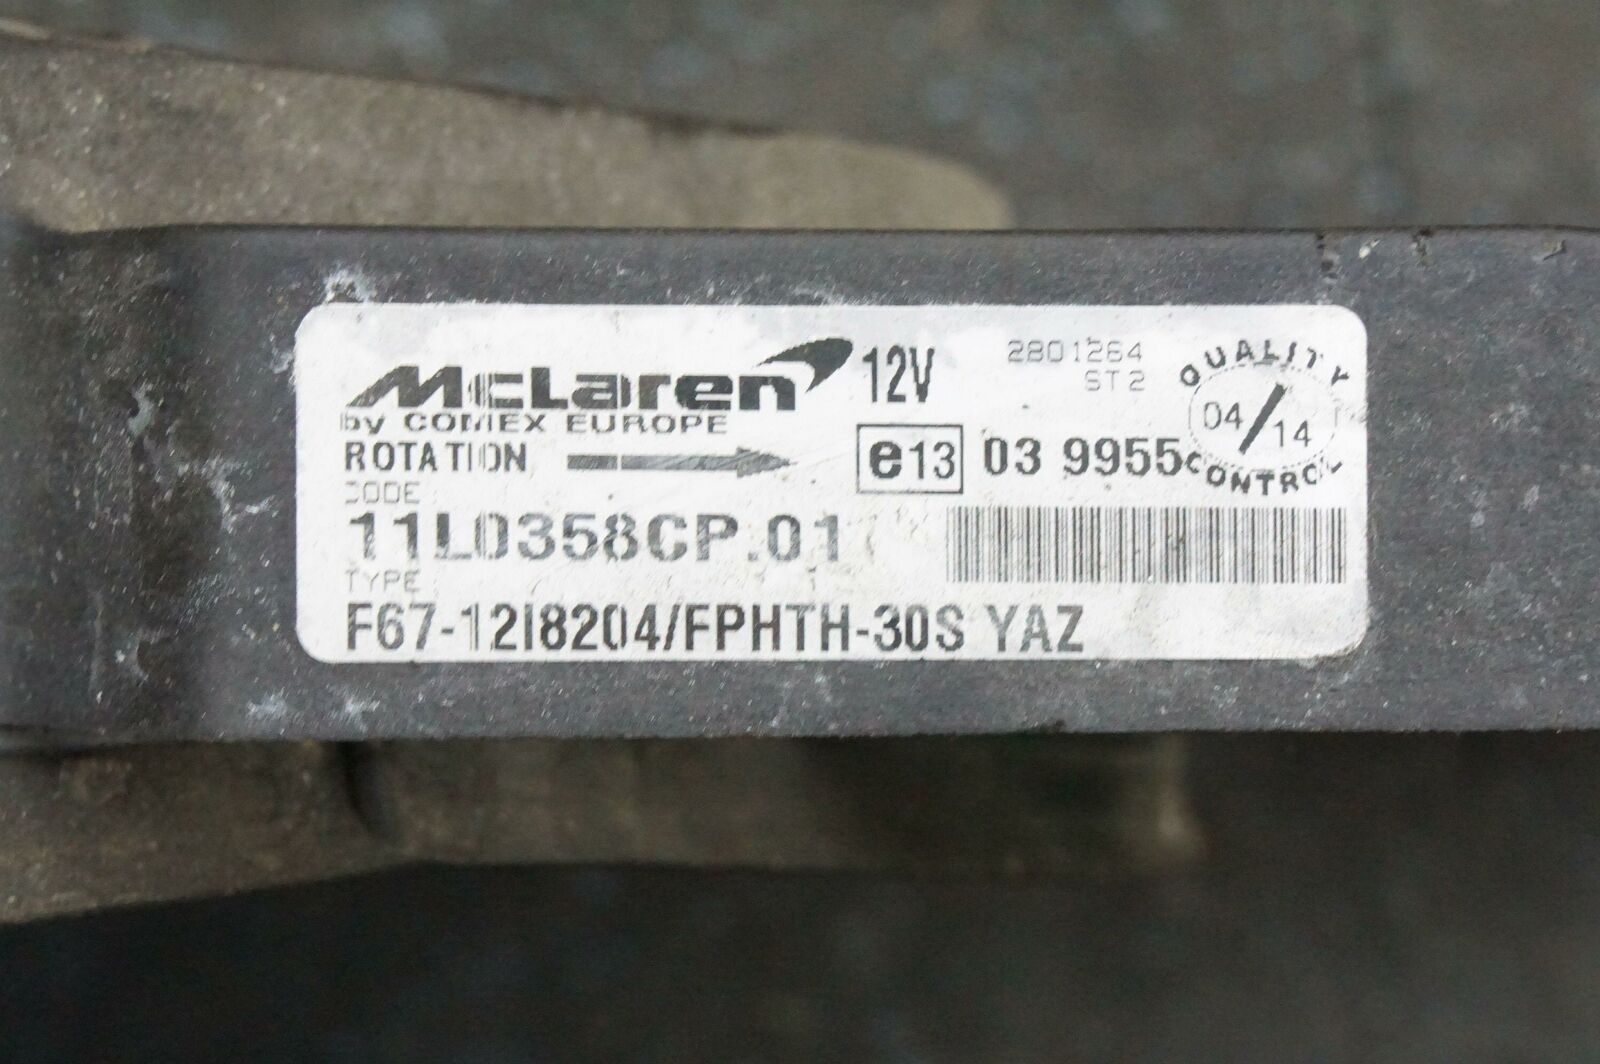 McLaren 12V
by COMEX EUROPE
2801264
ST2
QUALITY
04/14
CONTROL
ROTATION
e13 03 9955
CODE
11L0358CP.01
TYPE
F67-12I8204/FPHTH-30S YAZ